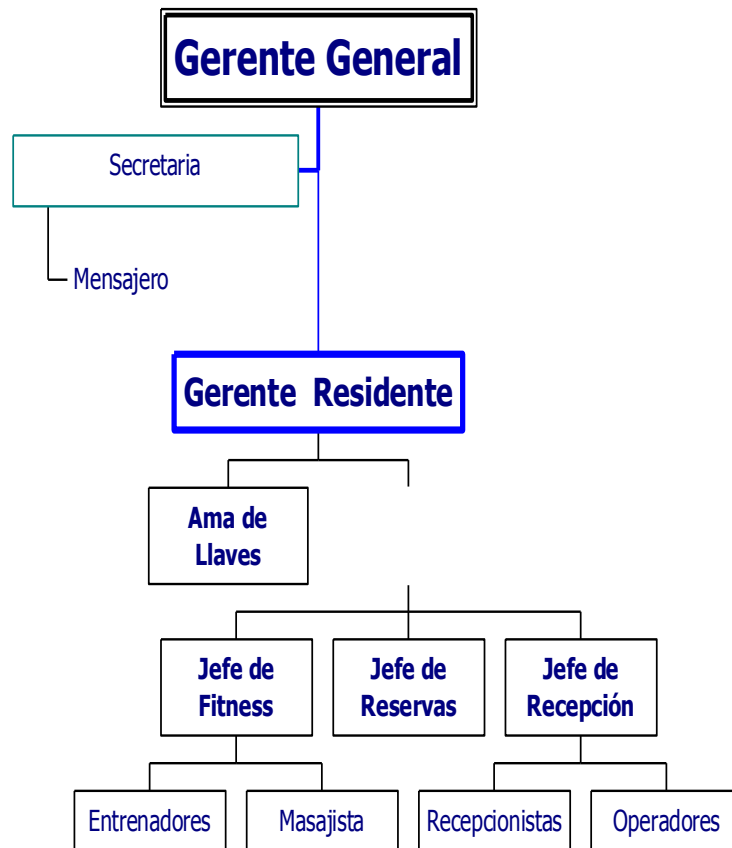 Gerente General
Secretaria
Mensajero
Gerente Residente
Ama de
Llaves
Jefe de
Fitness
Jefe de
Reservas
Jefe de
Recepción
Entrenadores
Masajista
Recepcionistas
Operadores